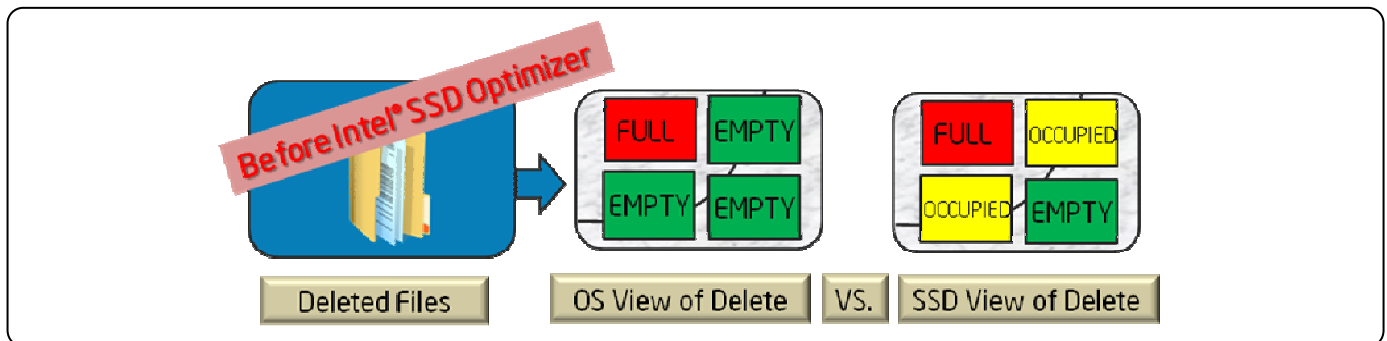 Before Intel® SSD Optimizer
FULL EMPTY
EMPTY EMPTY
FULL OCCUPIED
OCCUPIED EMPTY
Deleted Files
OS View of Delete
VS.
SSD View of Delete